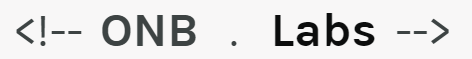 <!-- ONB . Labs -->